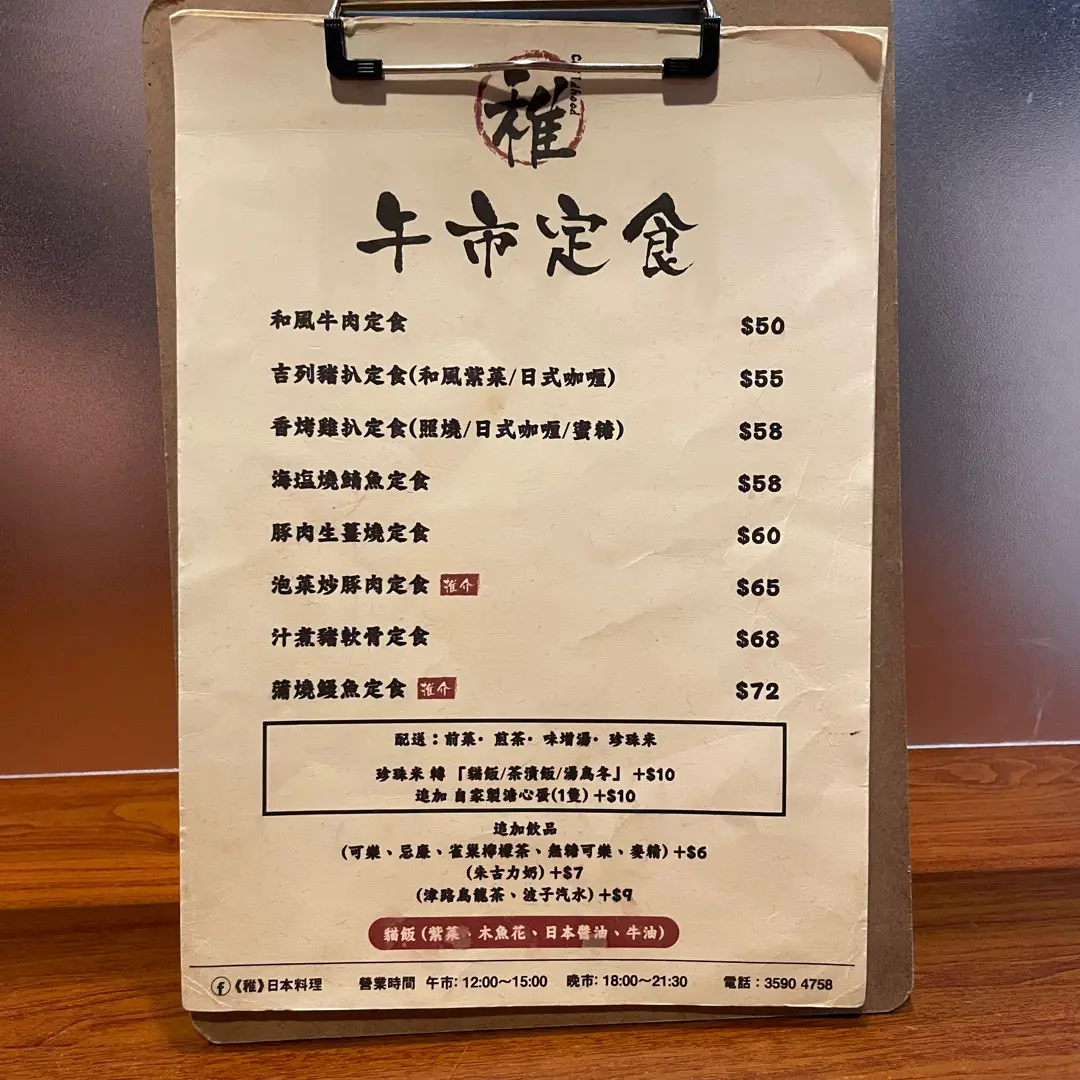 稚
午市定食
和風牛肉定食 $50
吉列豬扒定食(和風紫菜/日式咖喱) $55
香烤雞扒定食(照燒/日式咖喱/蜜糖) $58
海塩燒鯖魚定食 $58
豚肉生薑燒定食 $60
泡菜炒豚肉定食 推介 $65
汁煮豬軟骨定食 $68
蒲燒鰻魚定食 推介 $72
配送：前菜· 煎茶· 味增湯· 珍珠米
珍珠米 轉 「貓飯/茶漬飯/湯烏冬」 +$10
追加 自家製溏心蛋(1隻) +$10
追加飲品
(可樂、忌廉、雀巢檸檬茶、無糖可樂、麥精) +$6
(朱古力奶) +$7
(津路烏龍茶、波子汽水) +$9
貓飯 (紫菜、木魚花、日本醬油、牛油)
《稚》日本料理 營業時間 午市: 12:00～15:00 晚市: 18:00～21:30 電話：3590 4758